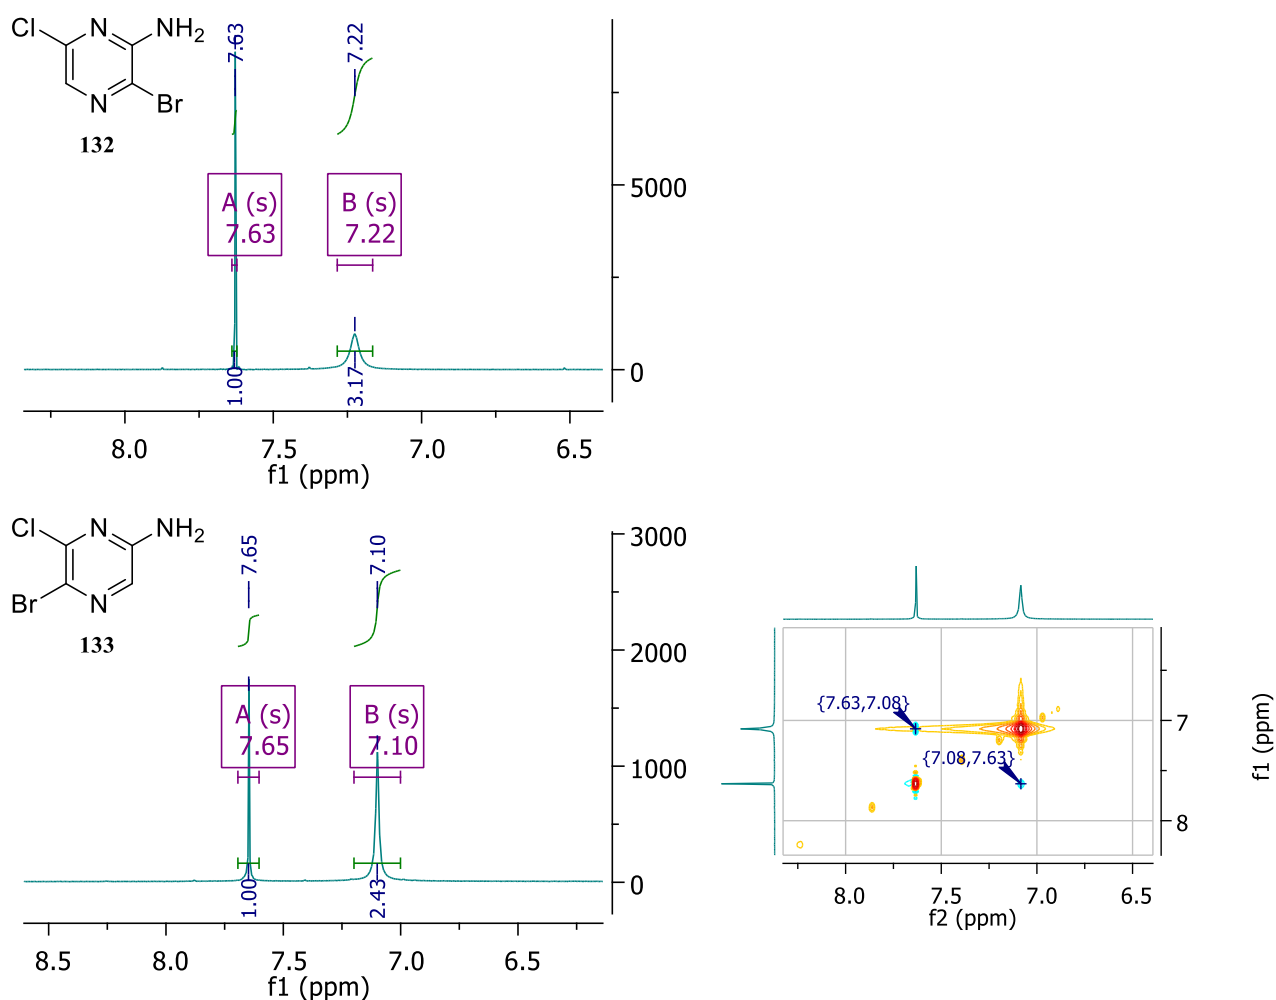 Cl
N
NH2
N
Br
132
7.63
7.22
A (s)
7.63
B (s)
7.22
5000
0
1.00
3.17
8.0
7.5
7.0
6.5
f1 (ppm)
Cl
N
NH2
Br
N
133
7.65
7.10
A (s)
7.65
B (s)
7.10
3000
2000
1000
0
1.00
2.43
8.5
8.0
7.5
7.0
6.5
f1 (ppm)
{7.63,7.08}
{7.08,7.63}
7
8
f1 (ppm)
8.0
7.5
7.0
6.5
f2 (ppm)